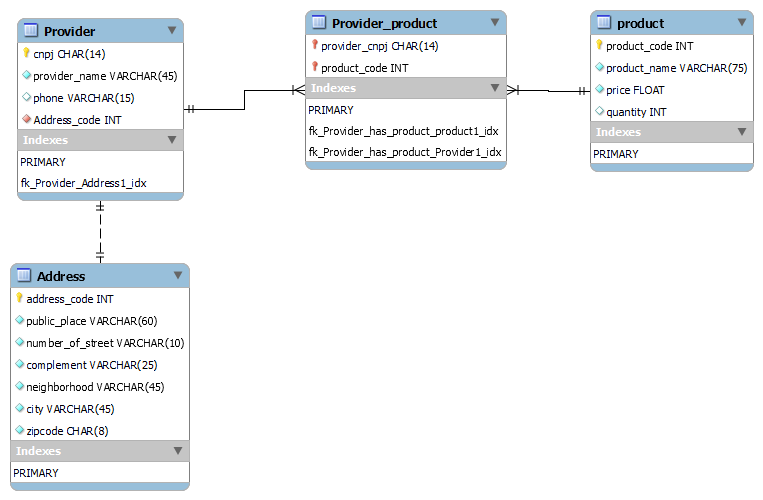 Provider
cnpj CHAR(14)
provider_name VARCHAR(45)
phone VARCHAR(15)
Address_code INT
Indexes
PRIMARY
fk_Provider_Address1_idx
Provider_product
provider_cnpj CHAR(14)
product_code INT
Indexes
PRIMARY
fk_Provider_has_product_product1_idx
fk_Provider_has_product_Provider1_idx
product
product_code INT
product_name VARCHAR(75)
price FLOAT
quantity INT
Indexes
PRIMARY
Address
address_code INT
public_place VARCHAR(60)
number_of_street VARCHAR(10)
complement VARCHAR(25)
neighborhood VARCHAR(45)
city VARCHAR(45)
zipcode CHAR(8)
Indexes
PRIMARY